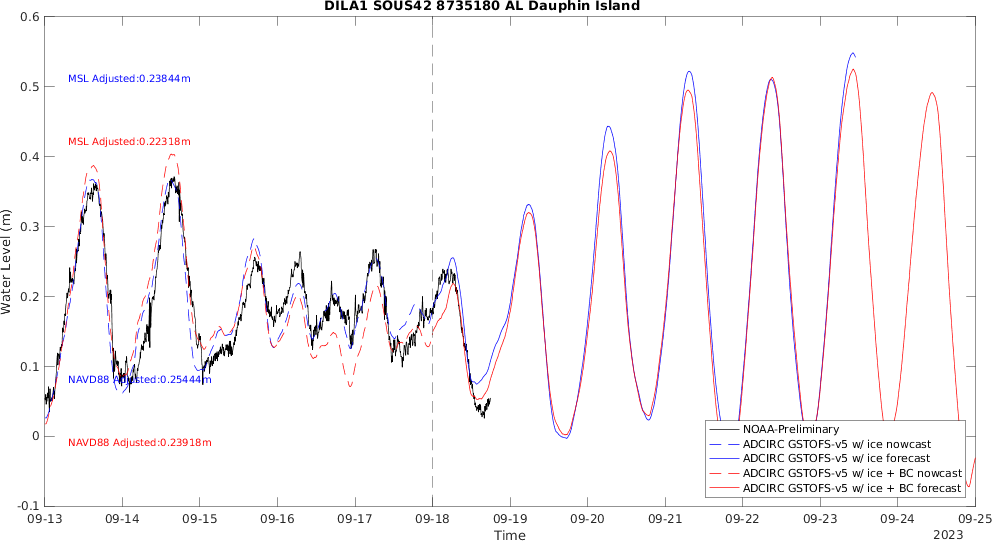 DILA1 SOUS42 8735180 AL Dauphin Island
0.6
0.5
0.4
0.3
0.2
0.1
0
-0.1
Water Level (m)
MSL Adjusted:0.23844m
MSL Adjusted:0.22318m
NAVD88 Adjusted:0.25444m
NAVD88 Adjusted:0.23918m
NOAA-Preliminary
ADCIRC GSTOFS-v5 w/ ice nowcast
ADCIRC GSTOFS-v5 w/ ice forecast
ADCIRC GSTOFS-v5 w/ ice + BC nowcast
ADCIRC GSTOFS-v5 w/ ice + BC forecast
09-13 09-14 09-15 09-16 09-17 09-18 09-19 09-20 09-21 09-22 09-23 09-24 09-25
Time
2023